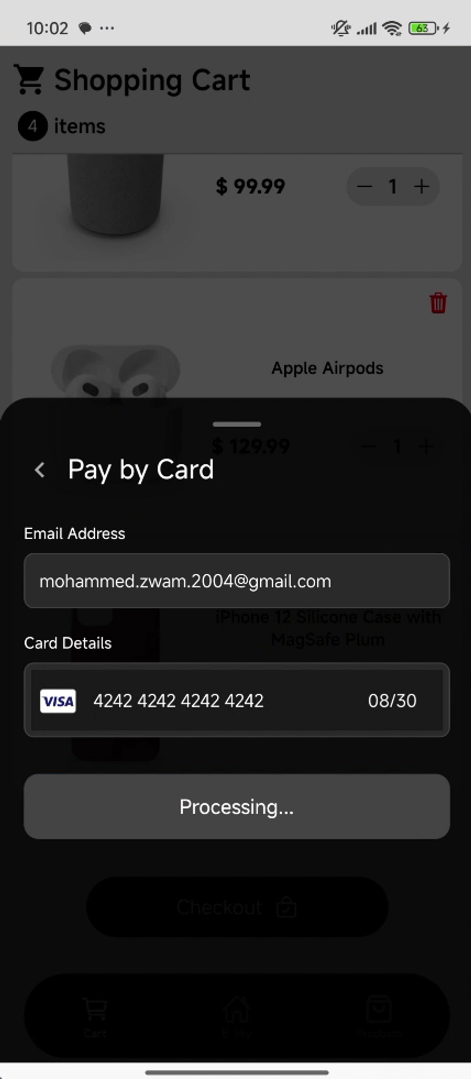 10:02
63
Shopping Cart
4 items
$ 99.99
1
Apple Airpods
$ 129.99
1
Pay by Card
Email Address
mohammed.zwam.2004@gmail.com
iPhone 12 Silicone Case with
MagSafe Plum
Card Details
VISA 4242 4242 4242 4242 08/30
Processing...
Checkout
Cart